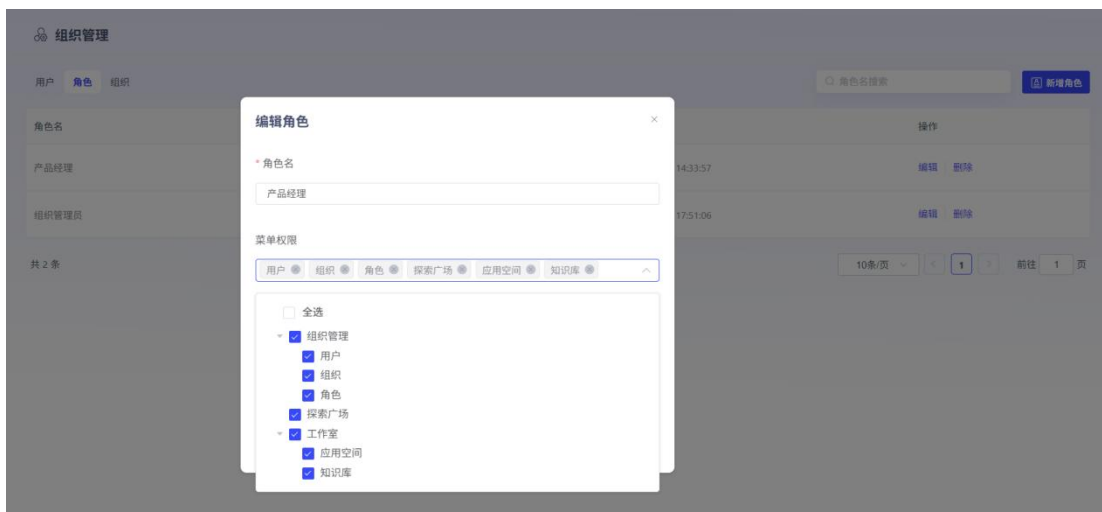 组织管理
用户 角色 组织
角色名搜索
新增角色
角色名
操作
产品经理
14:33:57
编辑 删除
组织管理员
17:51:06
编辑 删除
共 2 条
10条/页
1
前往 1 页
编辑角色
* 角色名
产品经理
菜单权限
用户 组织 角色 探索广场 应用空间 知识库
全选
组织管理
用户
组织
角色
探索广场
工作室
应用空间
知识库